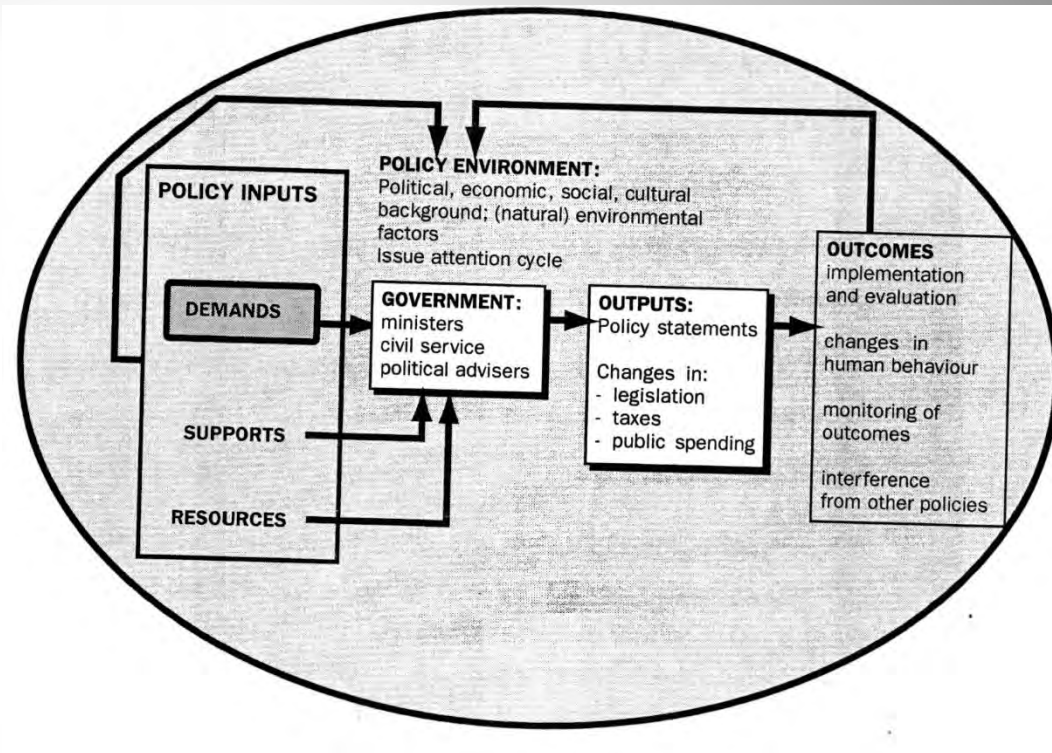 POLICY ENVIRONMENT:
Political, economic, social, cultural
background; (natural) environmental
factors
Issue attention cycle
POLICY INPUTS
DEMANDS
SUPPORTS
RESOURCES
GOVERNMENT:
ministers
civil service
political advisers
OUTPUTS:
Policy statements
Changes in:
- legislation
- taxes
- public spending
OUTCOMES
implementation
and evaluation
changes in
human behaviour
monitoring of
outcomes
interference
from other policies